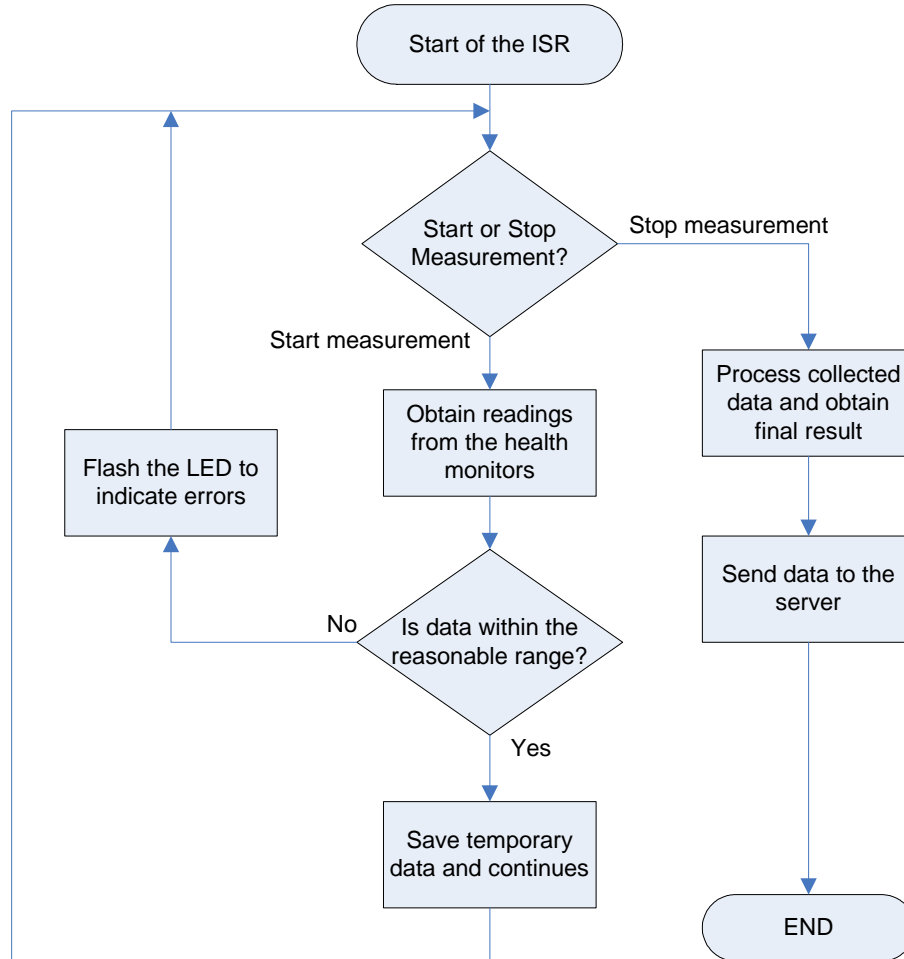 Start of the ISR
Start or Stop
Measurement?
Stop measurement
Start measurement
Process collected
data and obtain
final result
Obtain readings
from the health
monitors
Flash the LED to
indicate errors
Send data to the
server
No
Is data within the
reasonable range?
Yes
Save temporary
data and continues
END